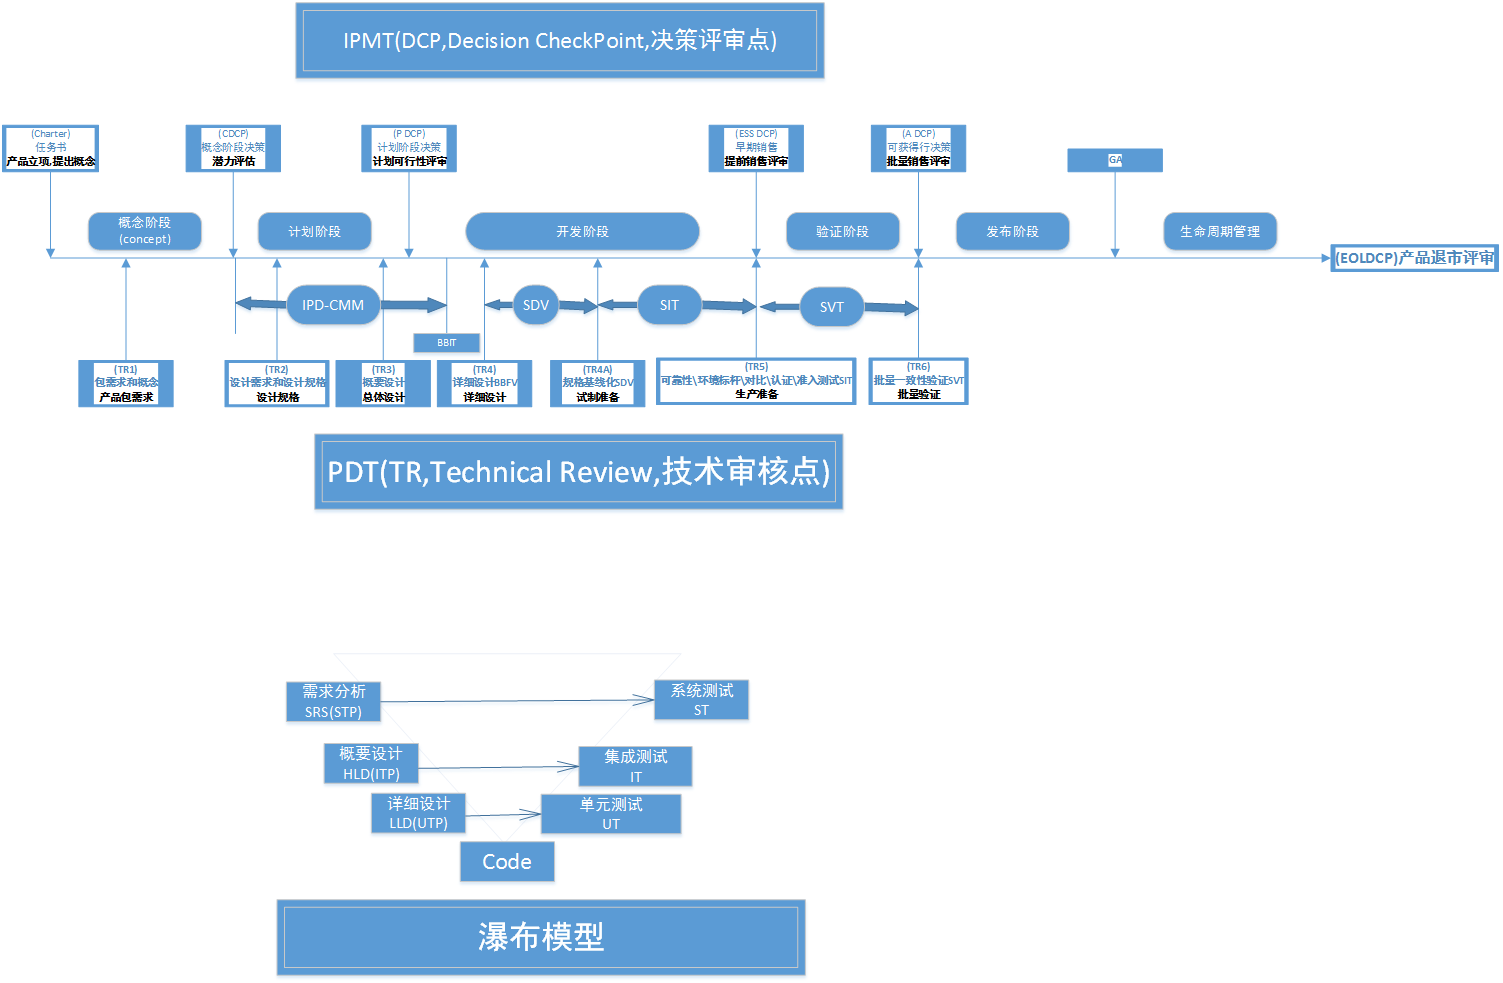 IPMT(DCP,Decision CheckPoint,决策评审点)
(Charter)
任务书
产品立项,提出概念
(CDCP)
概念阶段决策
潜力评估
(P DCP)
计划阶段决策
计划可行性评审
(ESS DCP)
早期销售
提前销售评审
(A DCP)
可获得行决策
批量销售评审
GA
概念阶段
(concept)
计划阶段
开发阶段
验证阶段
发布阶段
生命周期管理
(EOLDCP)产品退市评审
IPD-CMM
SDV
SIT
SVT
BBIT
(TR1)
包需求和概念
产品包需求
(TR2)
设计需求和设计规格
设计规格
(TR3)
概要设计
总体设计
(TR4)
详细设计BBFV
详细设计
(TR4A)
规格基线化SDV
试制准备
(TR5)
可靠性\环境标杆\对比\认证\准入测试SIT
生产准备
(TR6)
批量一致性验证SVT
批量验证
PDT(TR,Technical Review,技术审核点)
需求分析
SRS(STP)
系统测试
ST
概要设计
HLD(ITP)
集成测试
IT
详细设计
LLD(UTP)
单元测试
UT
Code
瀑布模型